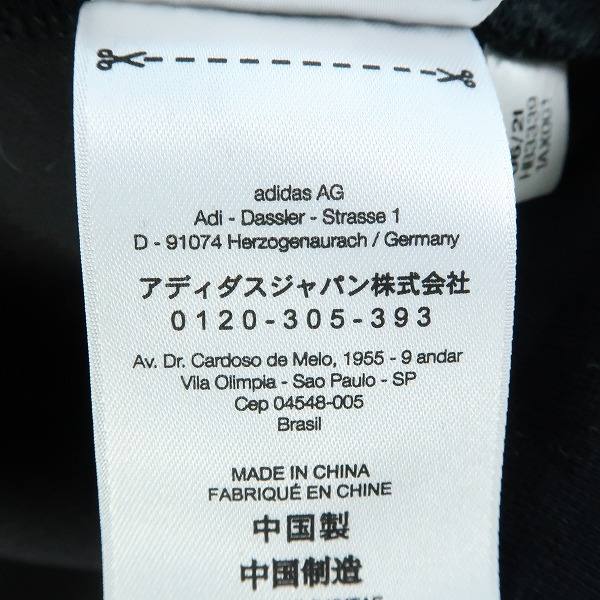 adidas AG
Adi - Dassler - Strasse 1
D - 91074 Herzogenaurach / Germany
アディダスジャパン株式会社
0120-305-393
Av. Dr. Cardoso de Melo, 1955 - 9 andar
Vila Olimpia - Sao Paulo - SP
Cep 04548-005
Brasil
MADE IN CHINA
FABRIQUÉ EN CHINE
中国製
中国制造